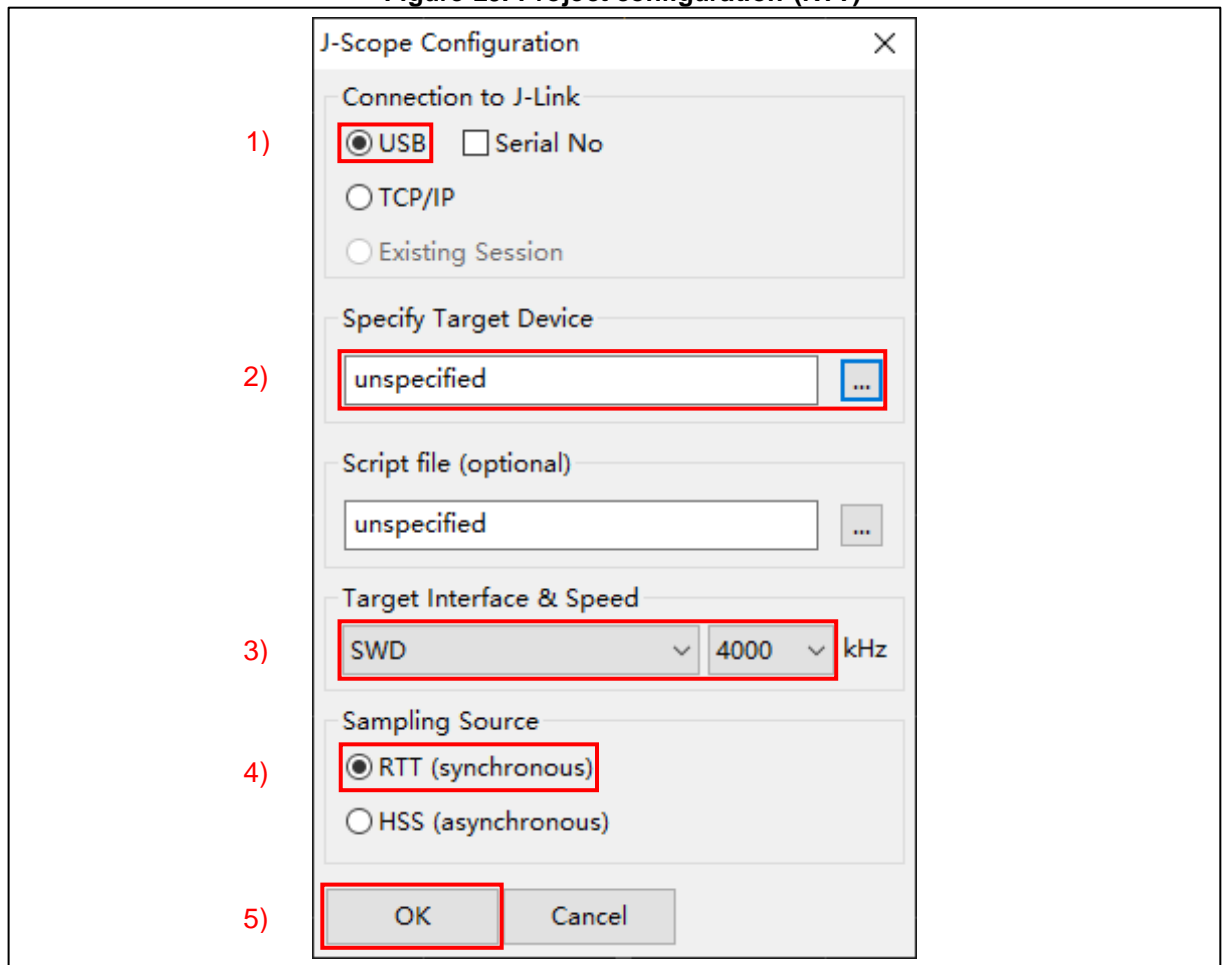 J-Scope Configuration
Connection to J-Link
1) USB Serial No
TCP/IP
Existing Session
Specify Target Device
2) unspecified ...
Script file (optional)
unspecified ...
Target Interface & Speed
3) SWD 4000 kHz
Sampling Source
4) RTT (synchronous)
HSS (asynchronous)
5) OK Cancel